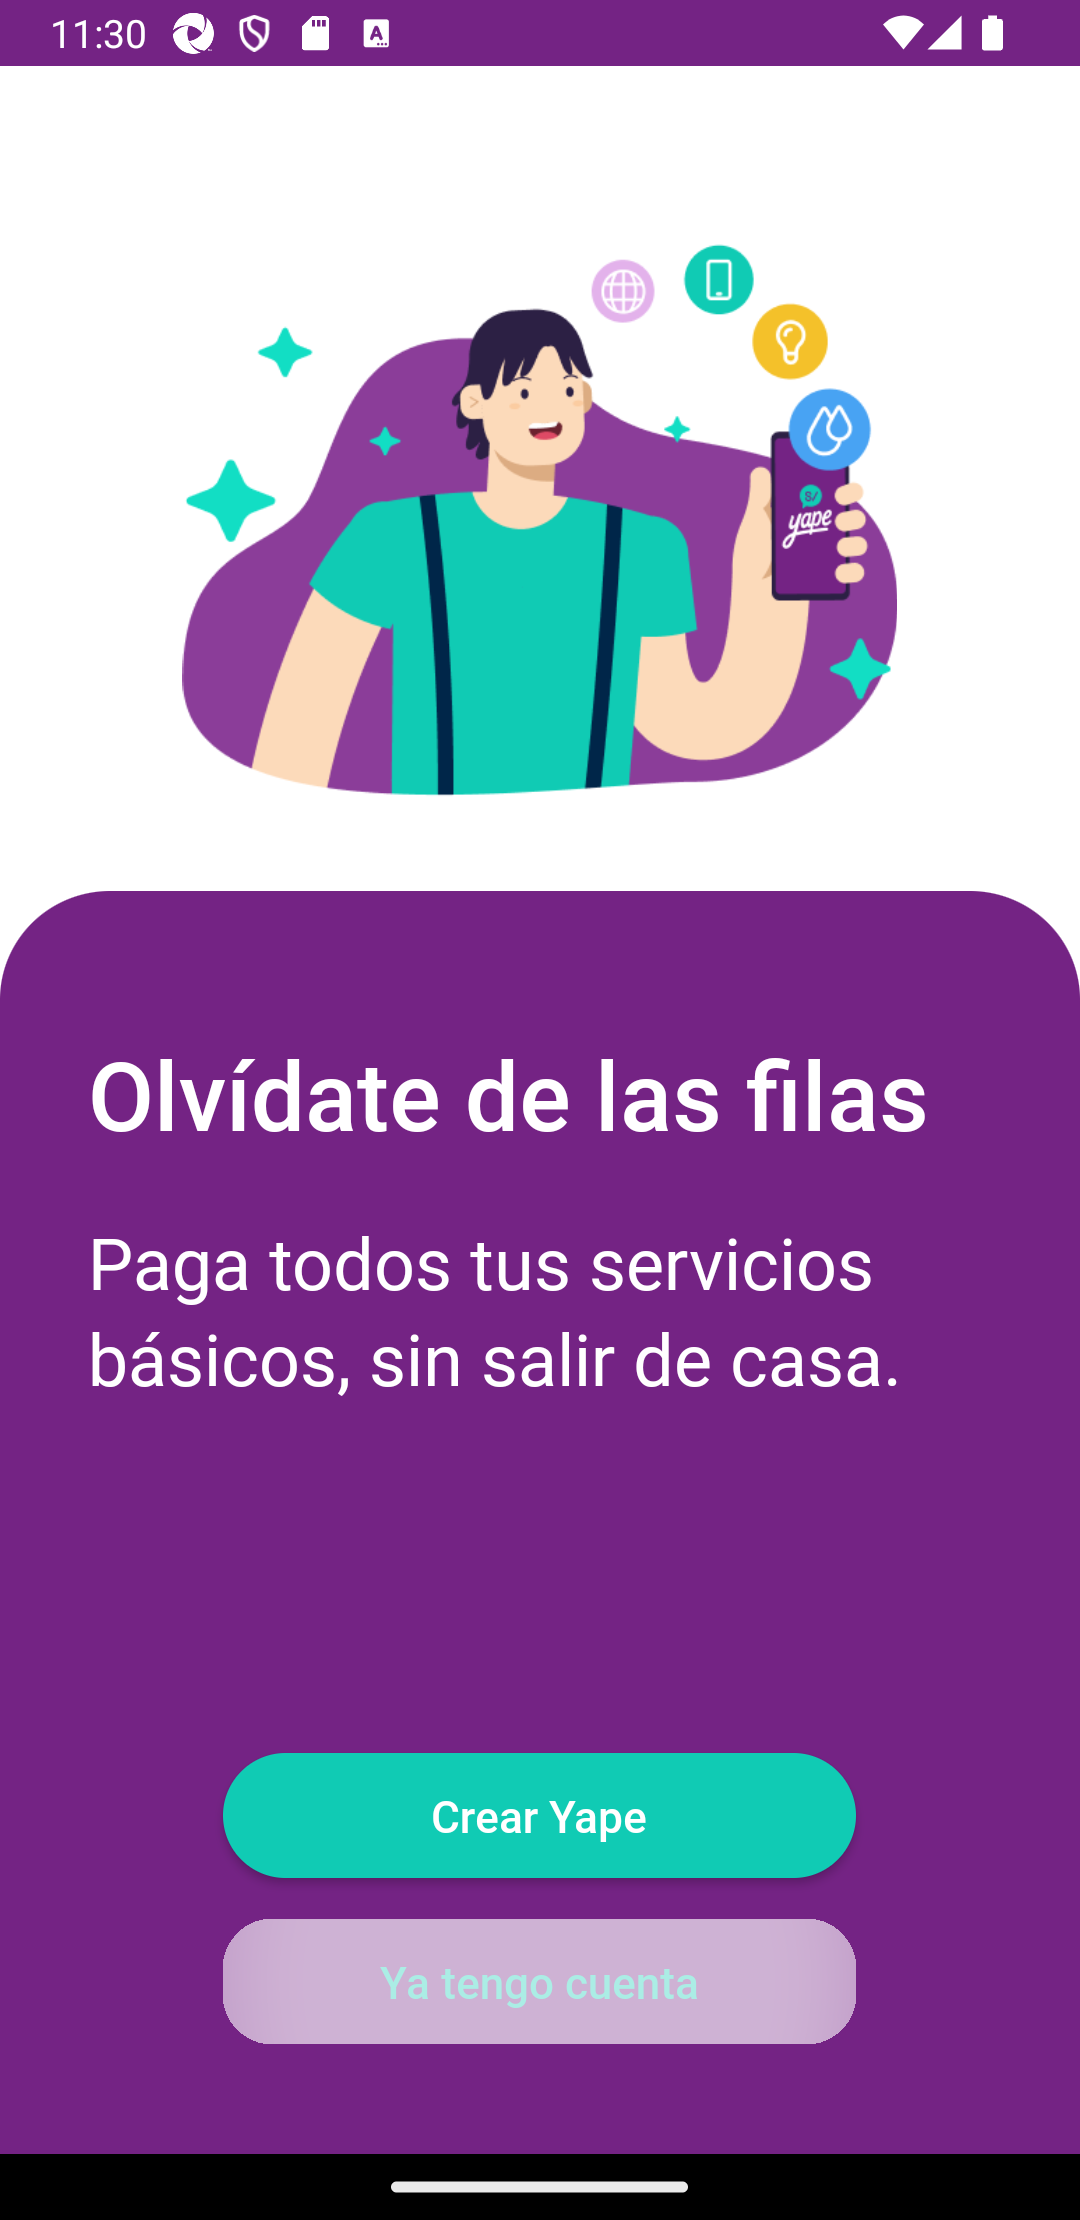 11:30
S/
yape
Olvídate de las filas
Paga todos tus servicios
básicos, sin salir de casa.
Crear Yape
Ya tengo cuenta